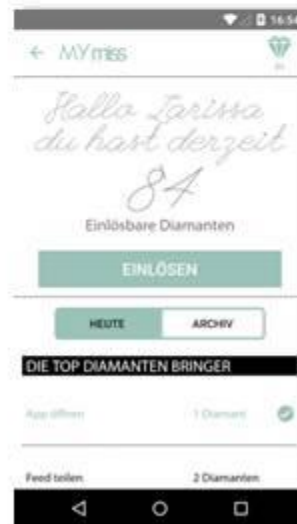 16:54
MYmiss
Hallo Larissa
du hast derzeit
84
Einlösbare Diamanten
EINLÖSEN
HEUTE ARCHIV
DIE TOP DIAMANTEN BRINGER
App öffnen 1 Diamant
Feed teilen 2 Diamanten